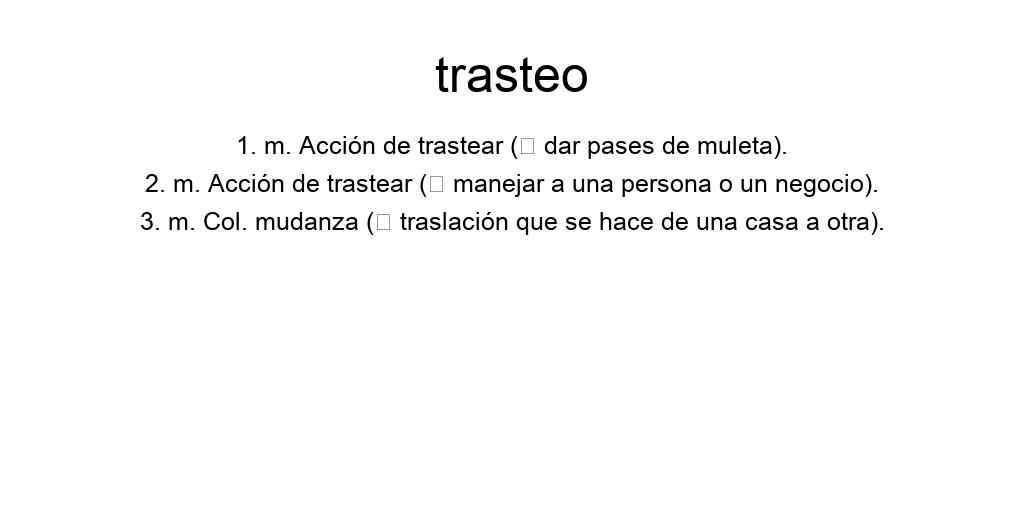 trasteo
1. m. Acción de trastear (□ dar pases de muleta).
2. m. Acción de trastear (□ manejar a una persona o un negocio).
3. m. Col. mudanza (□ traslación que se hace de una casa a otra).